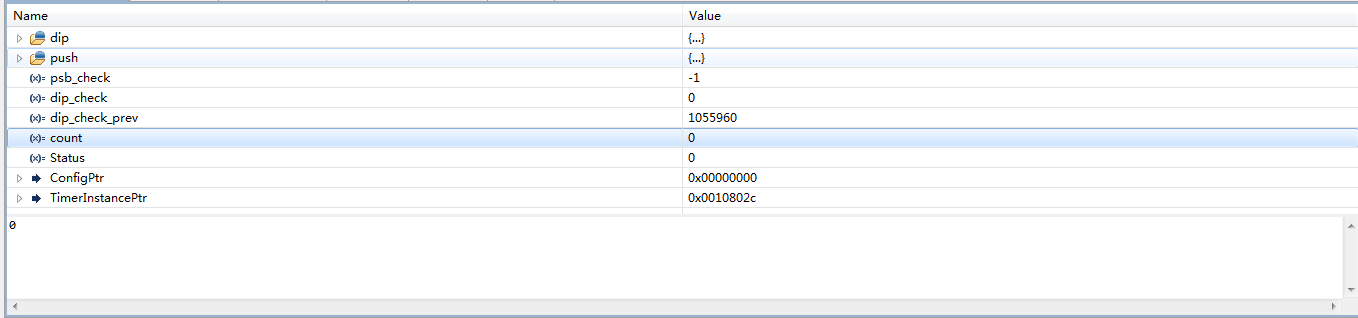 Name Value
dip {...}
push {...}
(x)= psb_check -1
(x)= dip_check 0
(x)= dip_check_prev 1055960
(x)= count 0
(x)= Status 0
ConfigPtr 0x00000000
TimerInstancePtr 0x0010802c
0